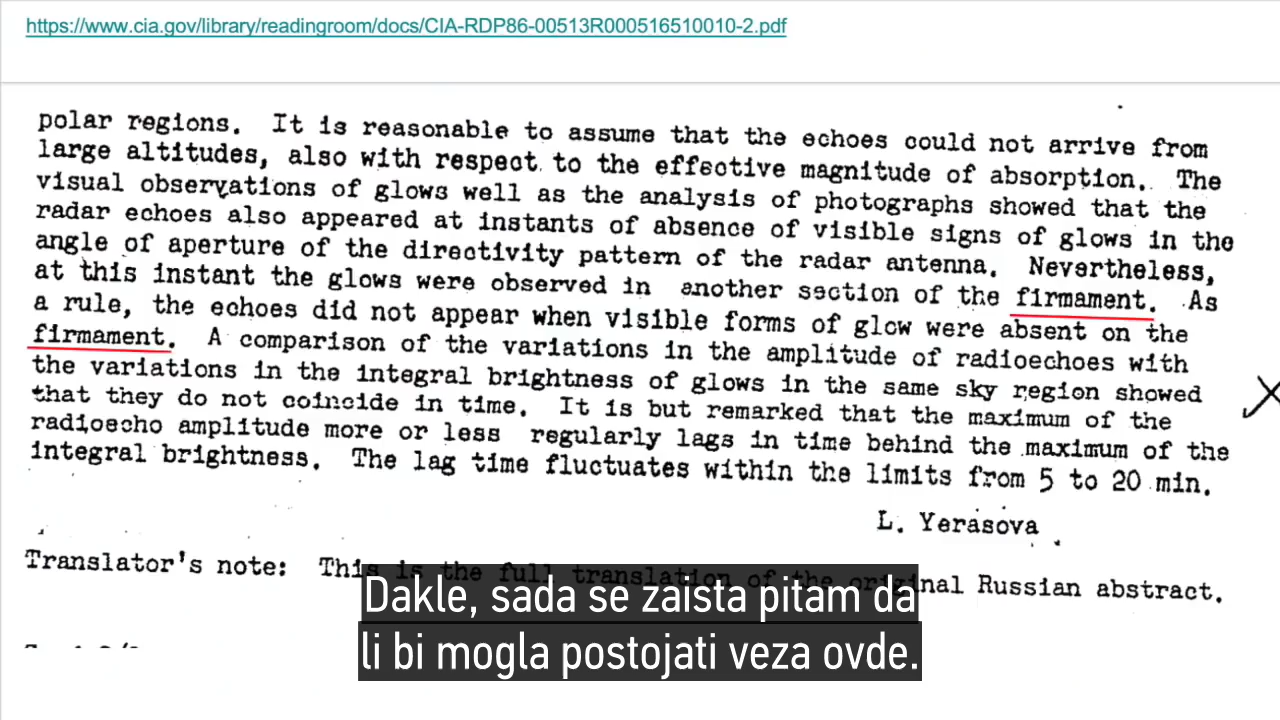 https://www.cia.gov/library/readingroom/docs/CIA-RDP86-00513R000516510010-2.pdf
polar regions. It is reasonable to assume that the echoes could not arrive from
large altitudes, also with respect to the effective magnitude of absorption. The
visual observations of glows well as the analysis of photographs showed that the
radar echoes also appeared at instants of absence of visible signs of glows in the
angle of aperture of the directivity pattern of the radar antenna. Nevertheless,
at this instant the glows were observed in another section of the firmament. As
a rule, the echoes did not appear when visible forms of glow were absent on the
firmament. A comparison of the variations in the amplitude of radioechoes with
the variations in the integral brightness of glows in the same sky region showed
that they do not coincide in time. It is but remarked that the maximum of the
radioecho amplitude more or less regularly lags in time behind the maximum of the
integral brightness. The lag time fluctuates within the limits from 5 to 20 min.
L. Yerasova
Translator's note: This is the full translation of the original Russian abstract.
Dakle, sada se zaista pitam da
li bi mogla postojati veza ovde.